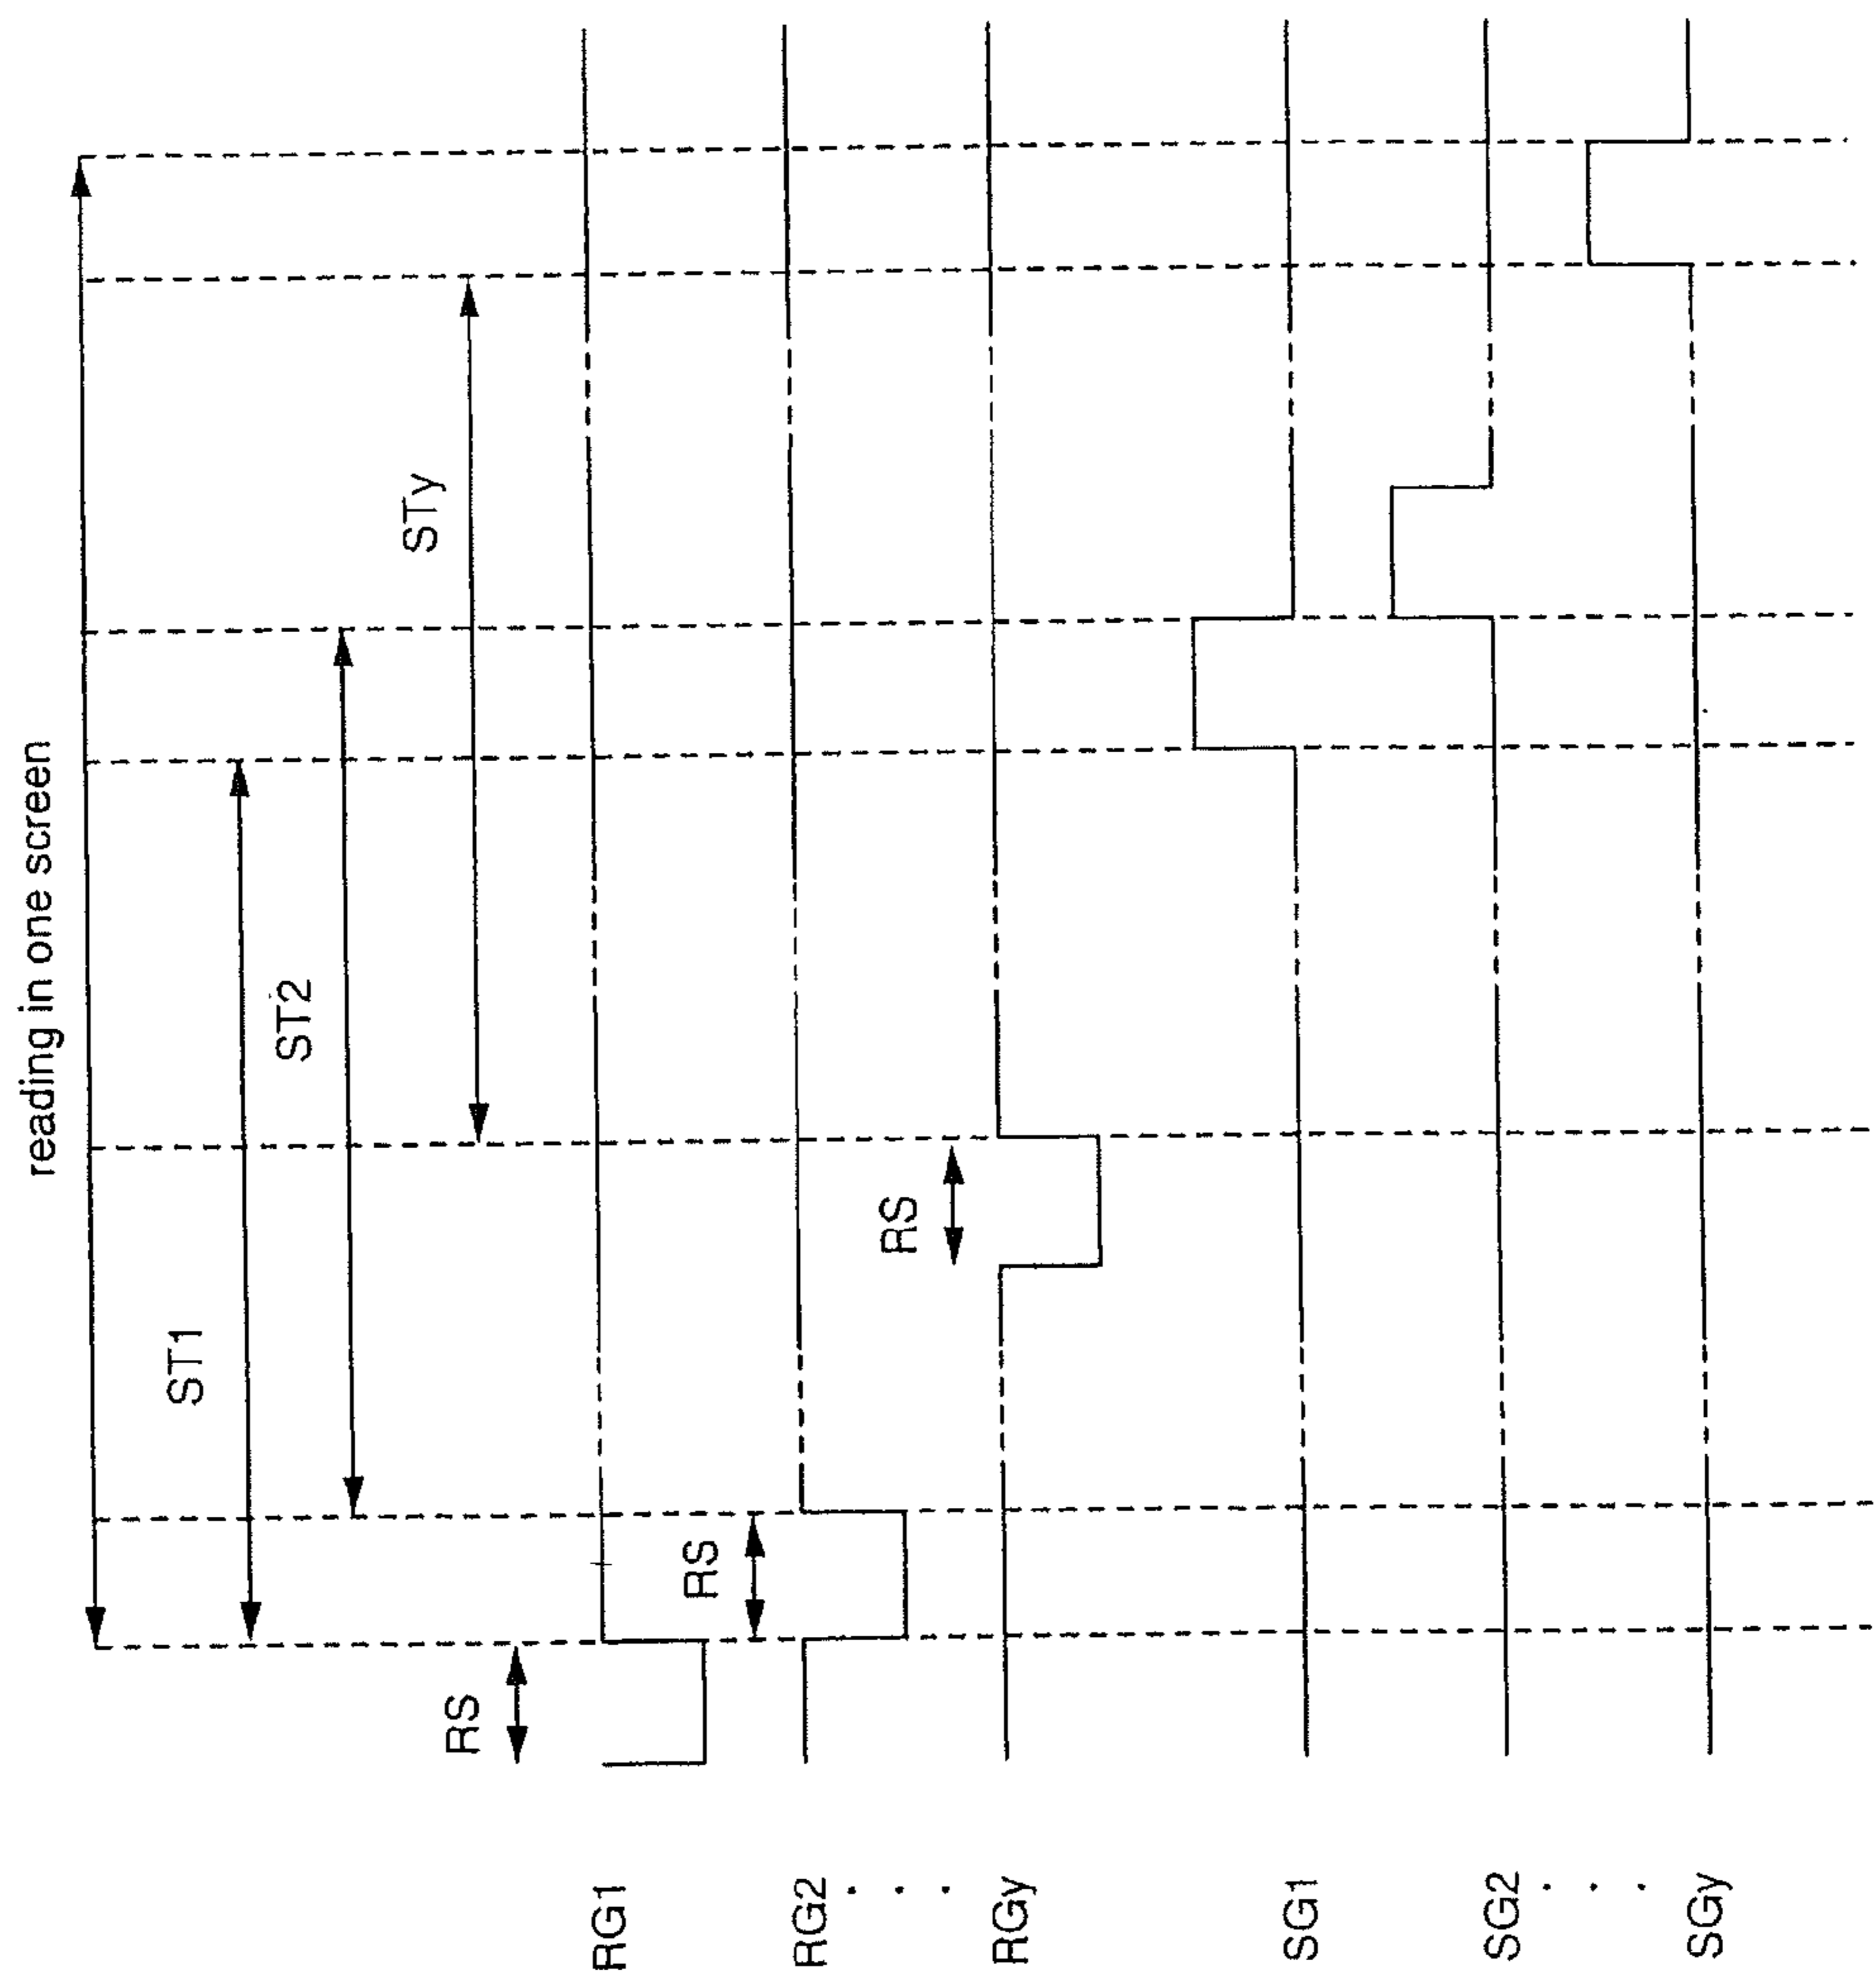 reading in one screen
ST1
ST2
STy
RS
RG1
RS
RG2
RS
RGy
SG1
SG2
SGy